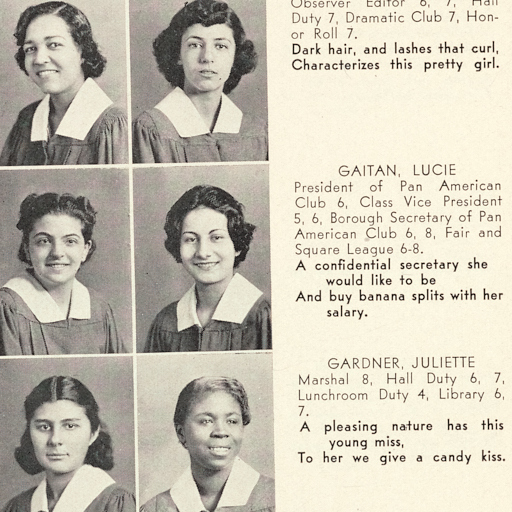 Observer Editor 6, 7, Hall
Duty 7, Dramatic Club 7, Hon-
or Roll 7.
Dark hair, and lashes that curl,
Characterizes this pretty girl.
GAITAN, LUCIE
President of Pan American
Club 6, Class Vice President
5, 6, Borough Secretary of Pan
American Club 6, 8, Fair and
Square League 6-8.
A confidential secretary she
would like to be
And buy banana splits with her
salary.
GARDNER, JULIETTE
Marshal 8, Hall Duty 6, 7,
Lunchroom Duty 4, Library 6,
7.
A pleasing nature has this
young miss,
To her we give a candy kiss.